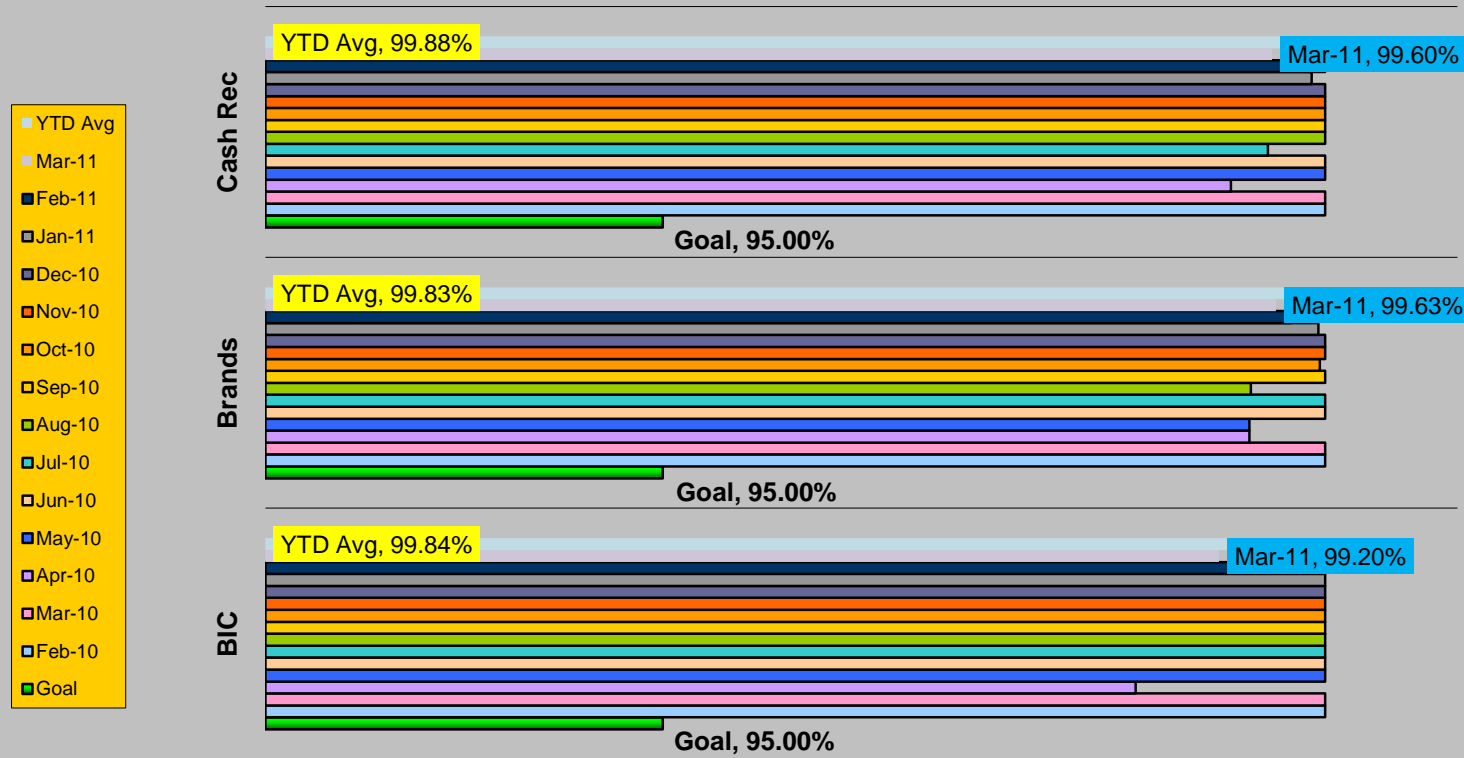 YTD Avg
Mar-11
Feb-11
Jan-11
Dec-10
Nov-10
Oct-10
Sep-10
Aug-10
Jul-10
Jun-10
May-10
Apr-10
Mar-10
Feb-10
Goal
Cash Rec
YTD Avg, 99.88%
Mar-11, 99.60%
Goal, 95.00%
Brands
YTD Avg, 99.83%
Mar-11, 99.63%
Goal, 95.00%
BIC
YTD Avg, 99.84%
Mar-11, 99.20%
Goal, 95.00%